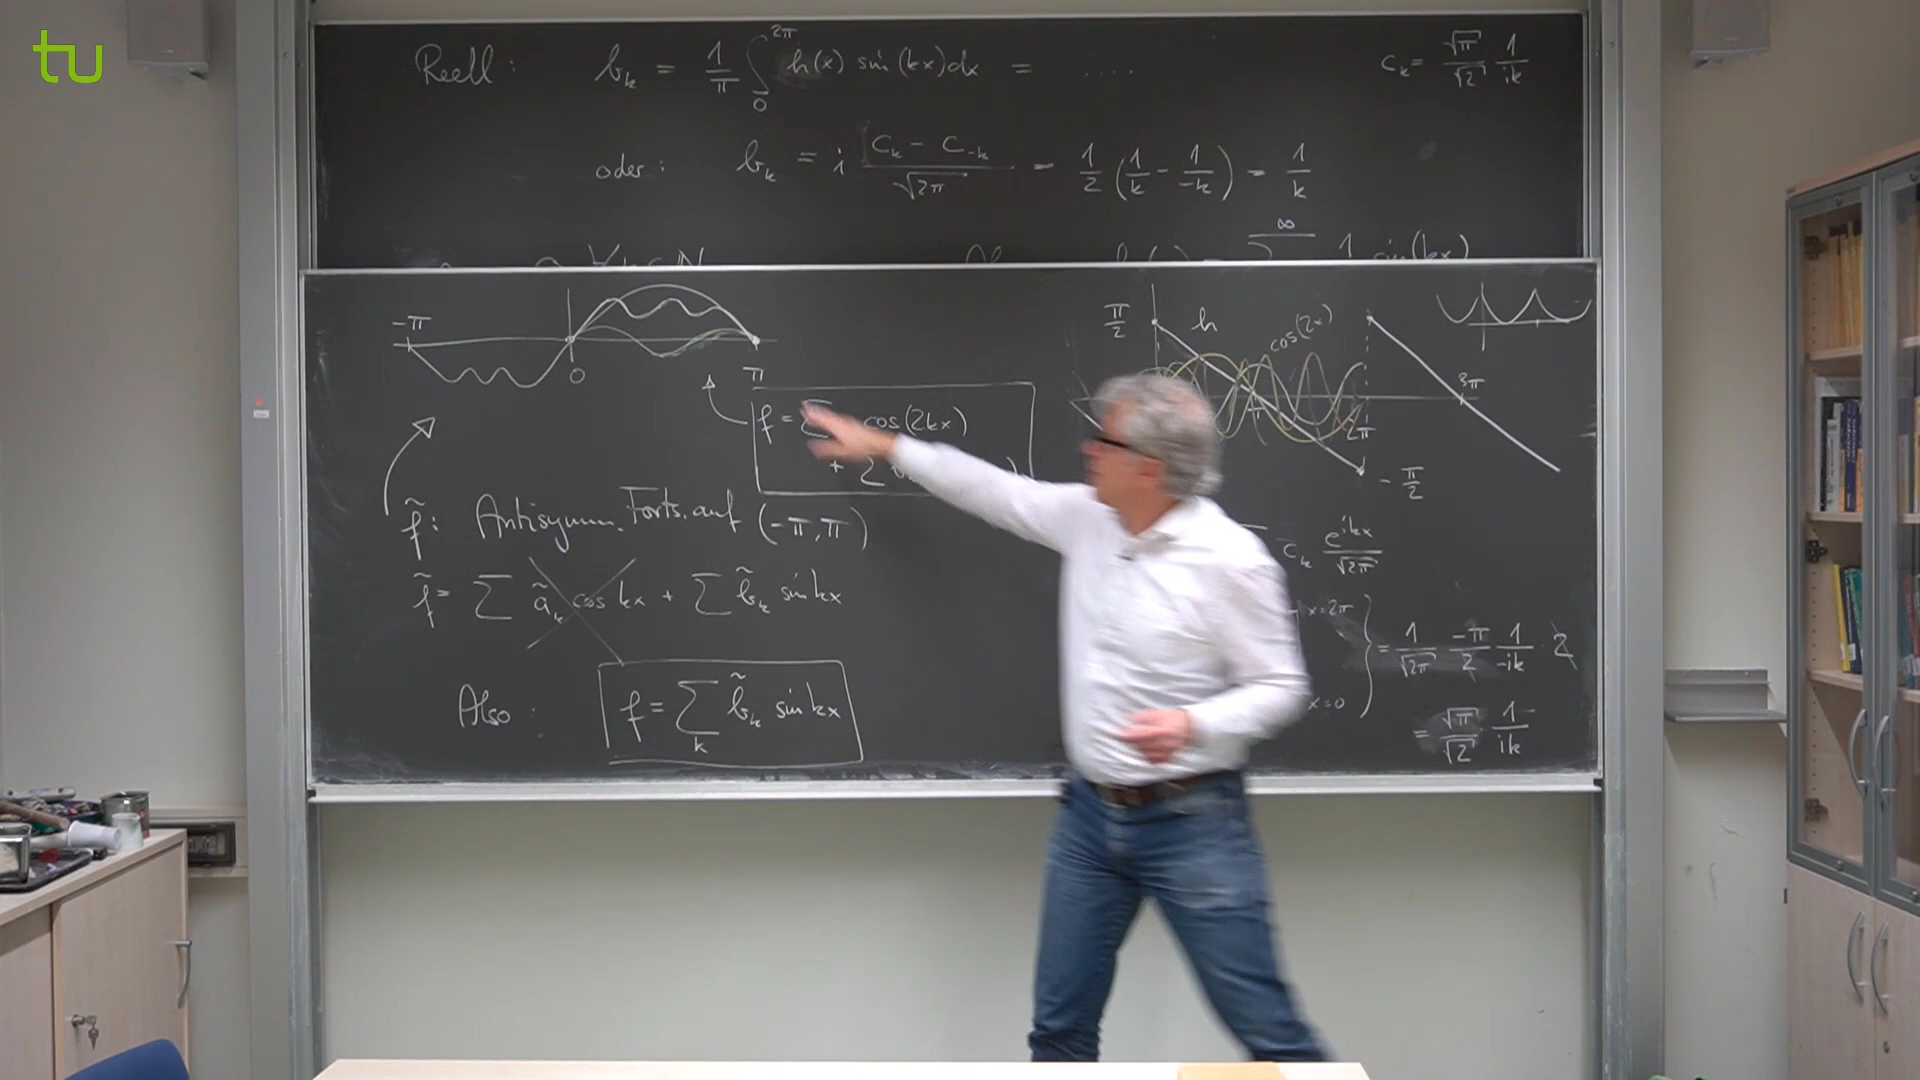 tu
Reell : b_k = 1/π ∫_0^{2π} h(x) sin(kx) dx = ....
c_k = √π/√2 1/ik
oder : b_k = i (c_k - c_{-k})/√2π = 1/2 (1/k - 1/-k) = 1/k
∞
∑ 1 sin(kx)
-π 0 π
π/2 h cos(2x) 3π
2π - π/2
f = ∑ cos(2kx)
+ ∑
f̃ : Antisymm. Forts. auf (-π, π)
c_k e^{ikx}/√2π
f̃ = ∑ ã_k cos kx + ∑ b̃_k sin kx
x=2π
x=0
} = 1/√2π -π/2 1/-ik · 2
Also : f = ∑_k b̃_k sin kx
= √π/√2 · 1/ik